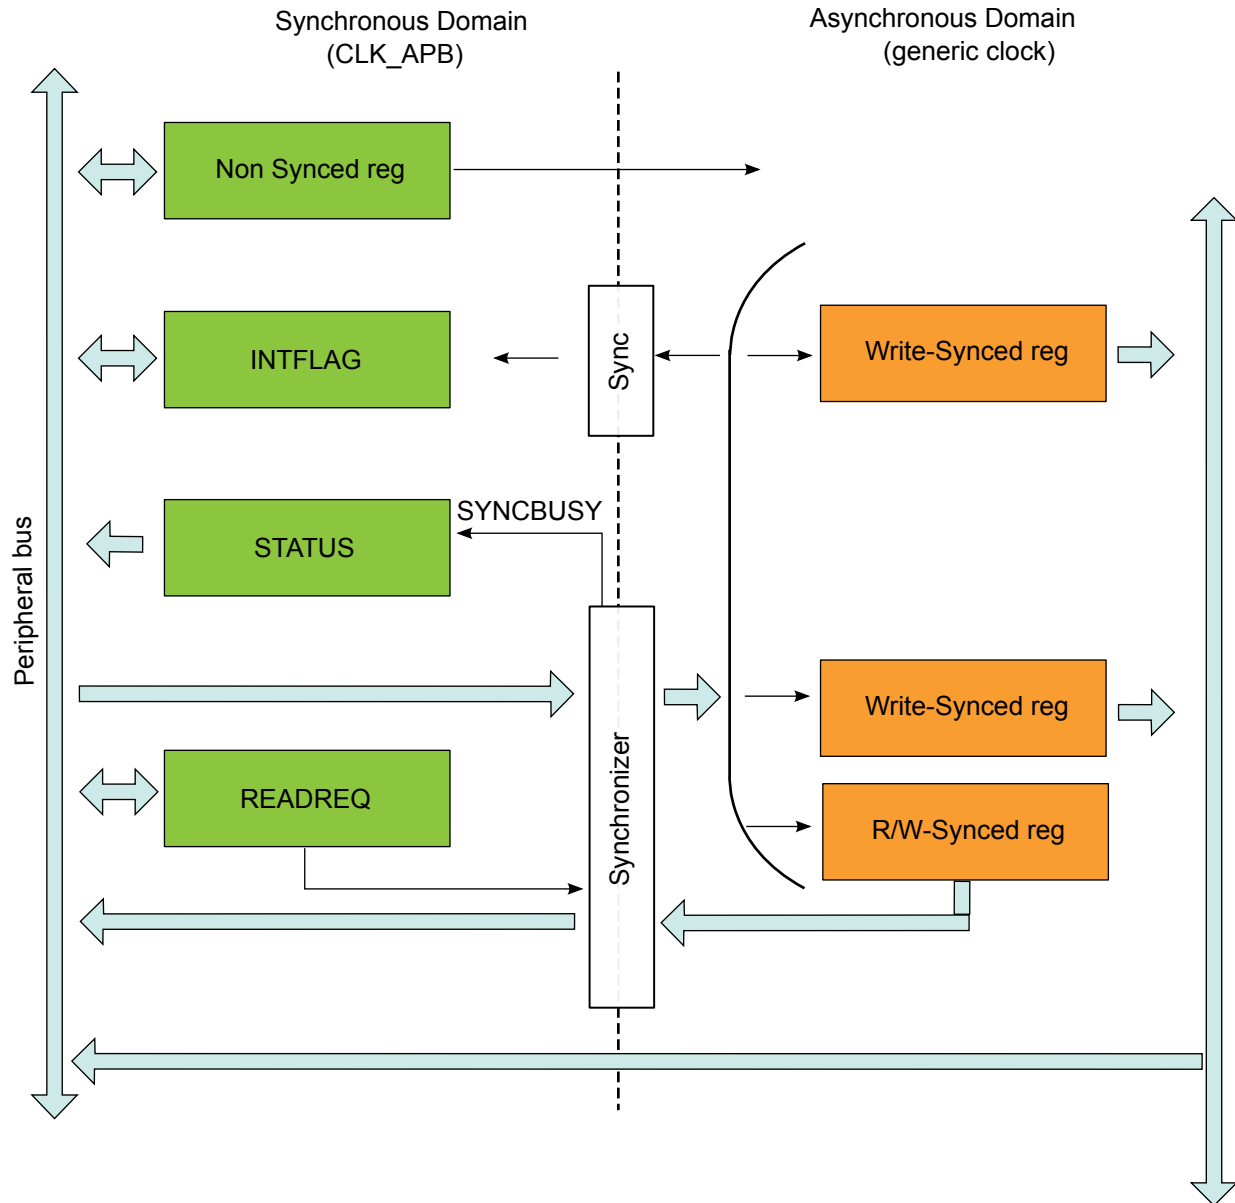 Synchronous Domain
(CLK_APB)
Asynchronous Domain
(generic clock)
Non Synced reg
INTFLAG
Sync
Write-Synced reg
SYNCBUSY
STATUS
Peripheral bus
Write-Synced reg
READREQ
Synchronizer
R/W-Synced reg